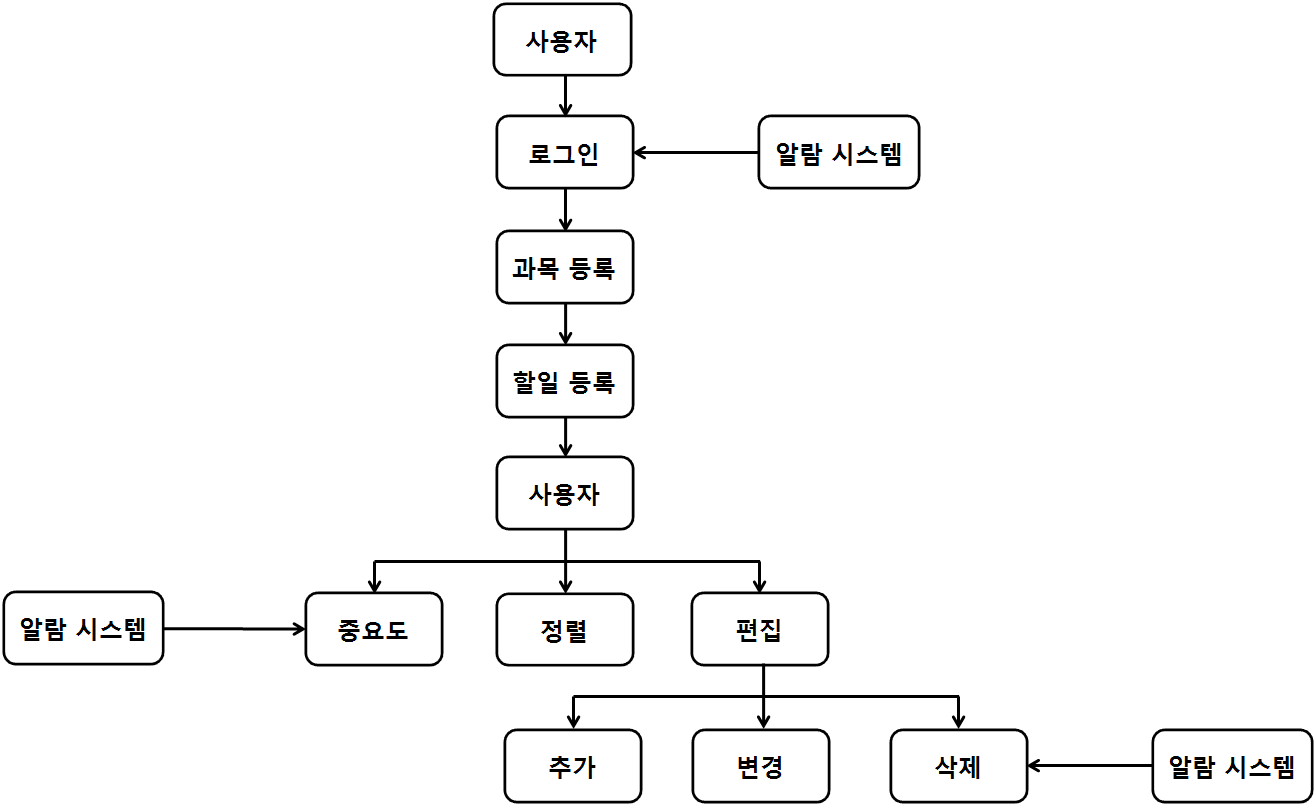 사용자
로그인
알람 시스템
과목 등록
할일 등록
사용자
알람 시스템
중요도
정렬
편집
추가
변경
삭제
알람 시스템